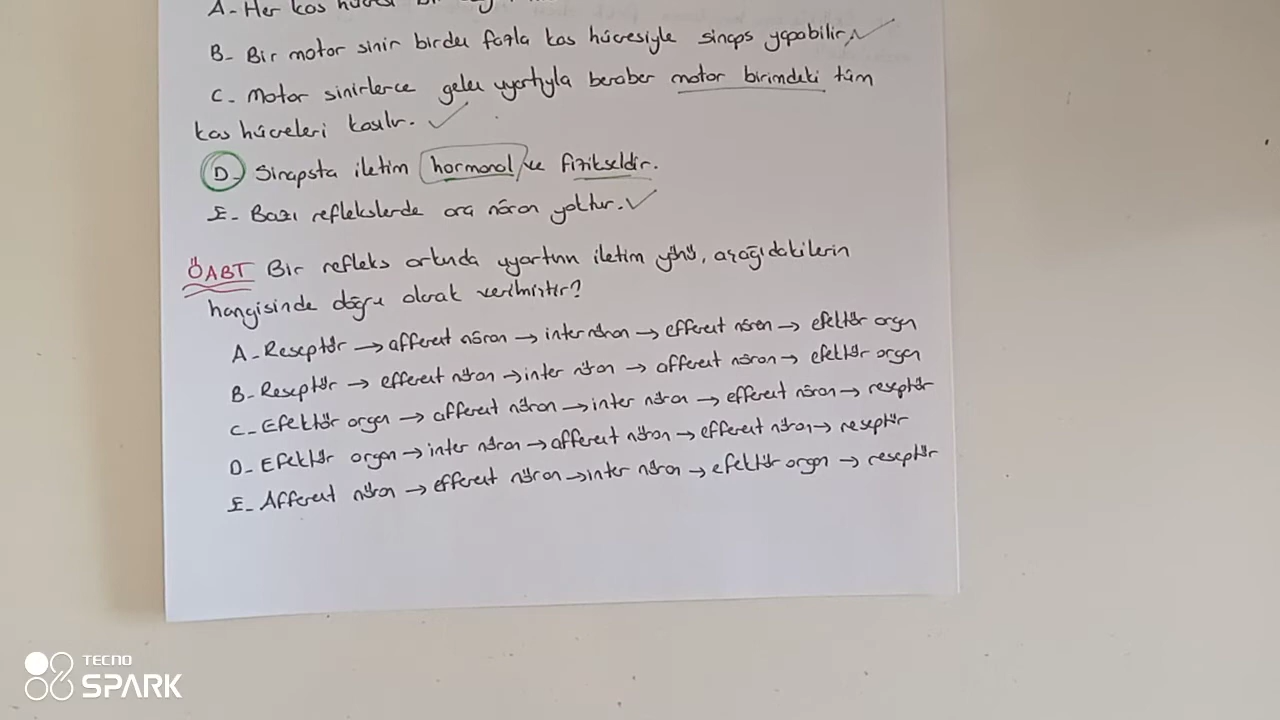 A- Her kas
B- Bir motor sinir birden fazla kas hücresiyle sinaps yapabilir.
C- Motor sinirlerce gelen uyartıyla beraber motor birimdeki tüm
kas hücreleri kasılır.
D- Sinapsta iletim hormonal ve fizikseldir.
E- Bazı reflekslerde ara nöron yoktur.
ÖABT Bir refleks arkında uyartının iletim yönü, aşağıdakilerin
hangisinde doğru olarak verilmiştir?
A- Reseptör → afferent nöron → inter nöron → efferent nöron → efektör organ
B- Reseptör → efferent nöron → inter nöron → afferent nöron → efektör organ
C- Efektör organ → afferent nöron → inter nöron → efferent nöron → reseptör
D- Efektör organ → inter nöron → afferent nöron → efferent nöron → reseptör
E- Afferent nöron → efferent nöron → inter nöron → efektör organ → reseptör
TECNO
SPARK